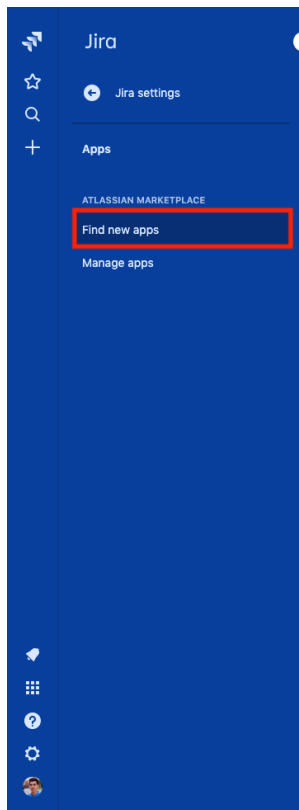 Jira
Jira settings
Apps
ATLASSIAN MARKETPLACE
Find new apps
Manage apps